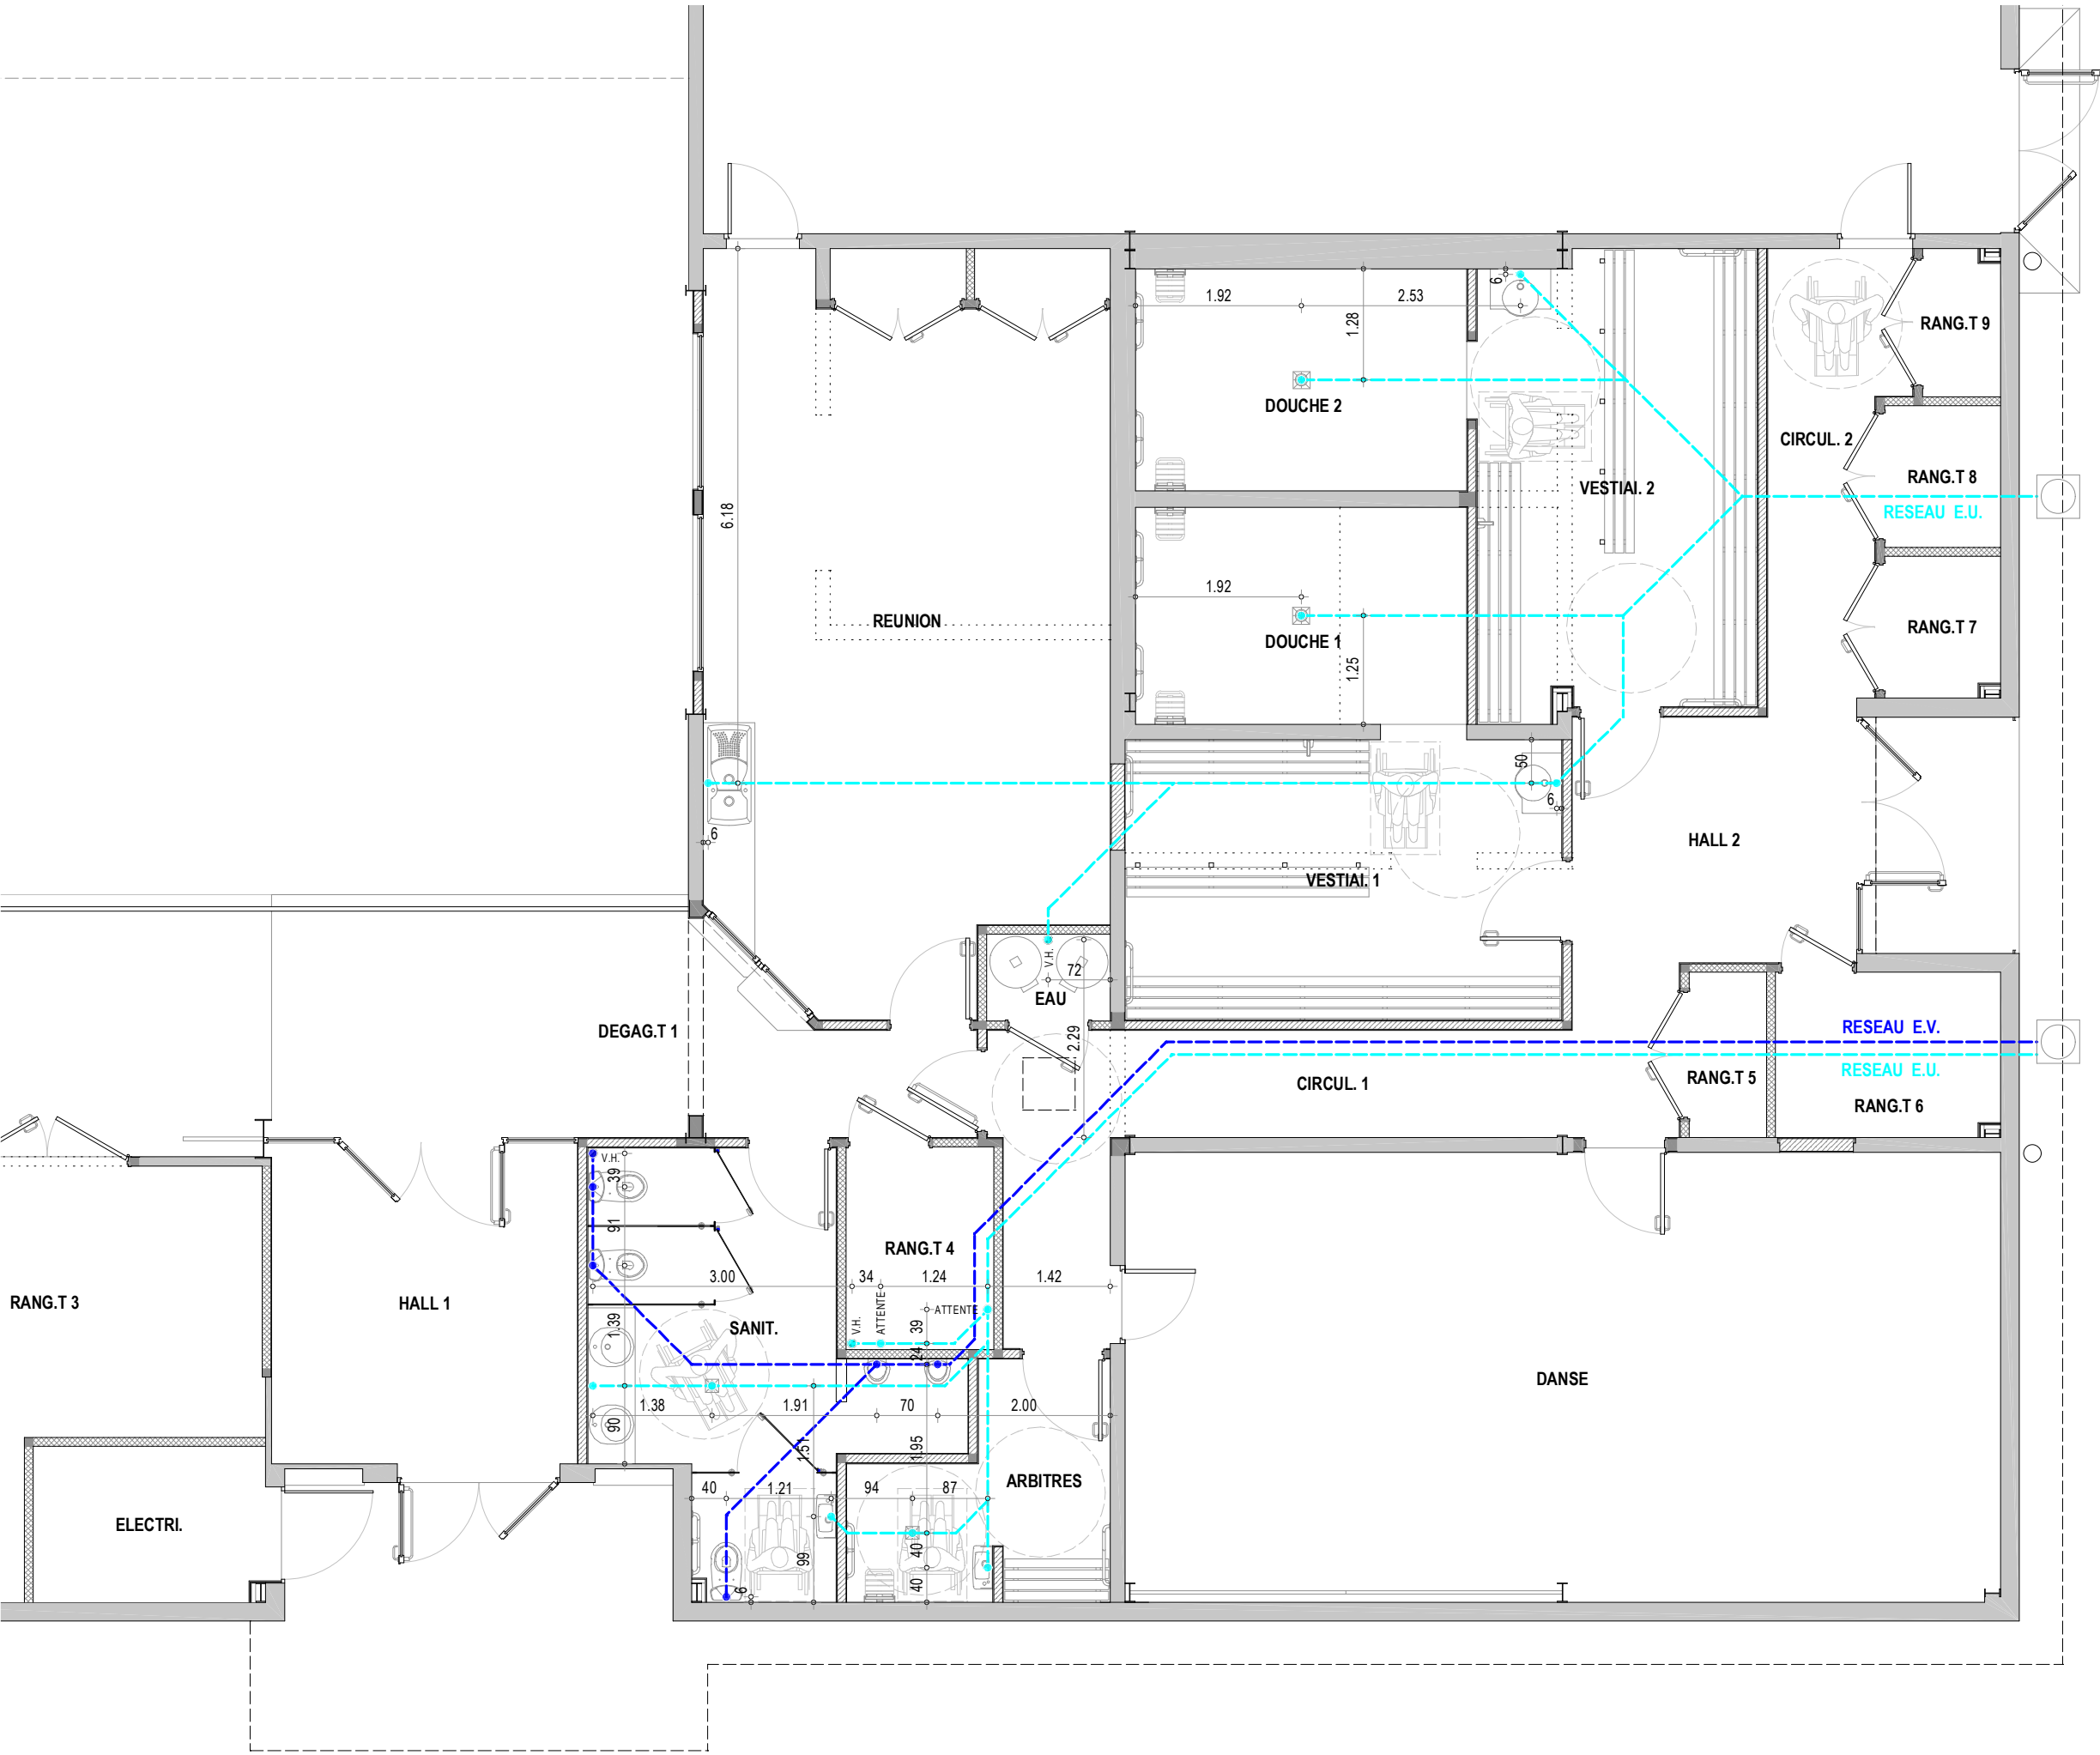 1.92
2.53
6
1.28
RANG.T 9
DOUCHE 2
CIRCUL. 2
RANG.T 8
VESTIAI. 2
RESEAU E.U.
6.18
1.92
REUNION
RANG.T 7
DOUCHE 1
1.25
50
6
6
HALL 2
VESTIAI. 1
V.H.
72
EAU
DEGAG.T 1
2.29
RESEAU E.V.
RESEAU E.U.
CIRCUL. 1
RANG.T 5
RANG.T 6
V.H.
39
91
RANG.T 4
3.00
34
1.24
1.42
RANG.T 3
HALL 1
1.39
SANIT.
V.H.
ATTENTE
ATTENTE
39
24
DANSE
1.38
1.91
70
2.00
90
1.51
1.95
ARBITRES
40
1.21
94
87
ELECTRI.
99
40
40
6